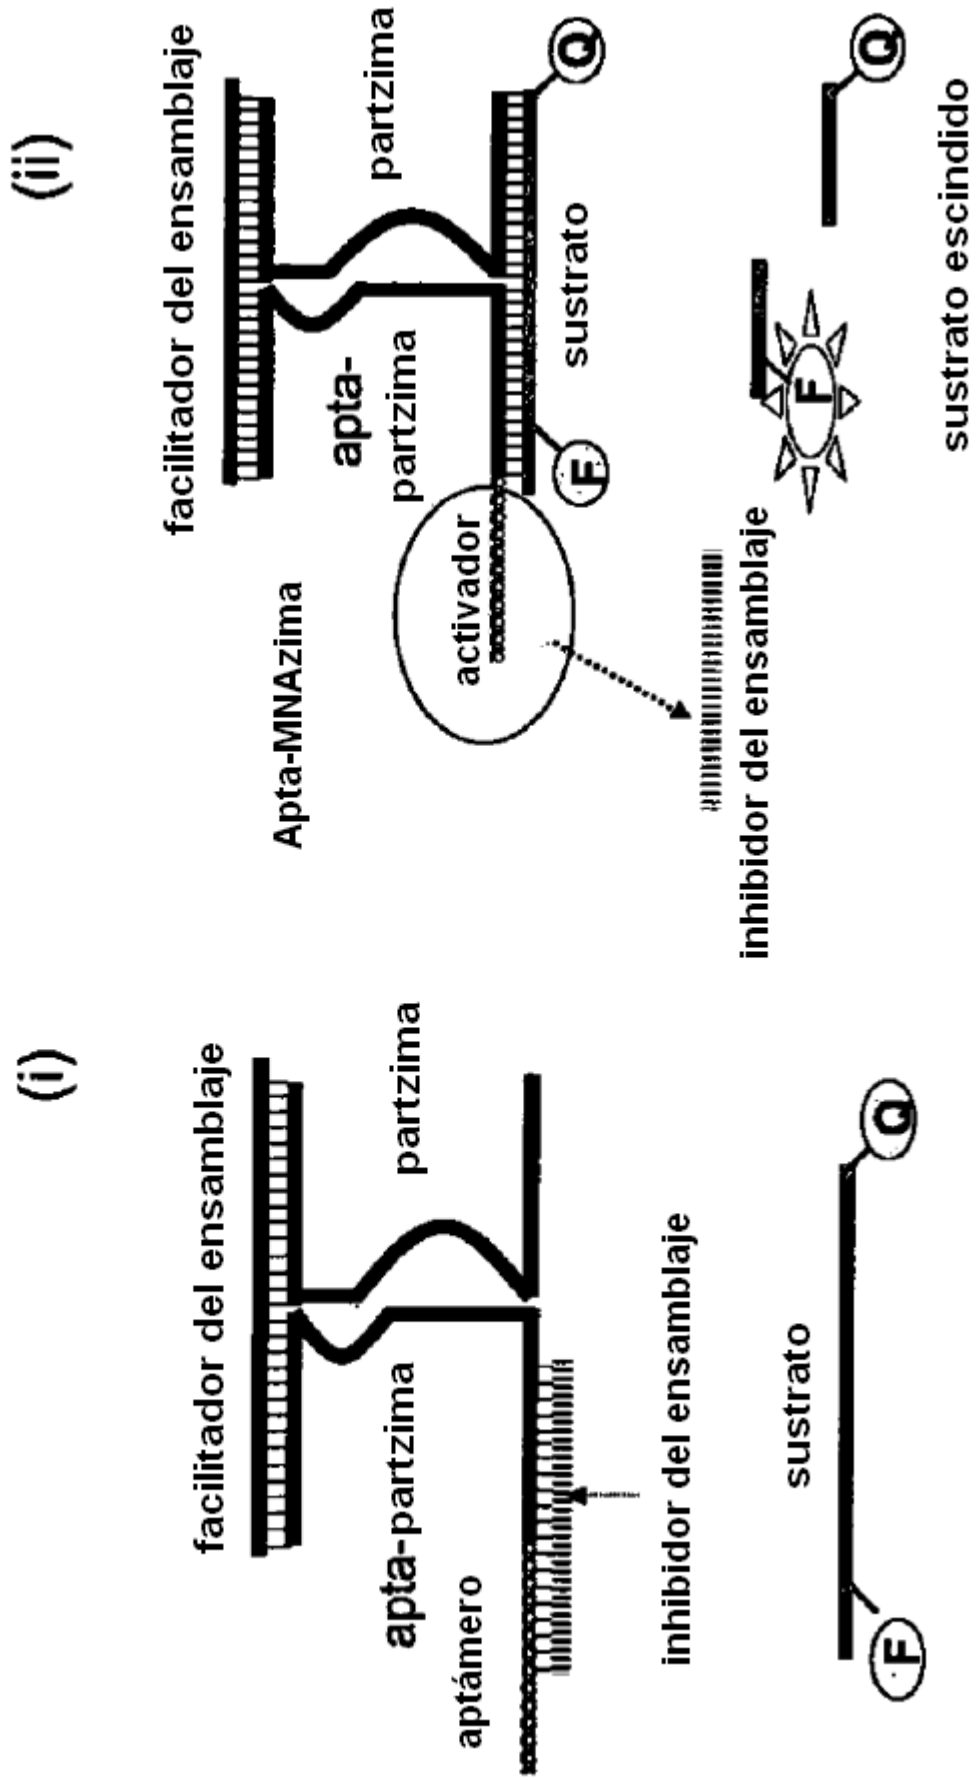 (i)
facilitador del ensamblaje
apta-partzima
partzima
aptámero
inhibidor del ensamblaje
sustrato
F
Q
(ii)
facilitador del ensamblaje
Apta-MNAzima
apta-
partzima
partzima
activador
sustrato
F
Q
inhibidor del ensamblaje
F
Q
sustrato escindido